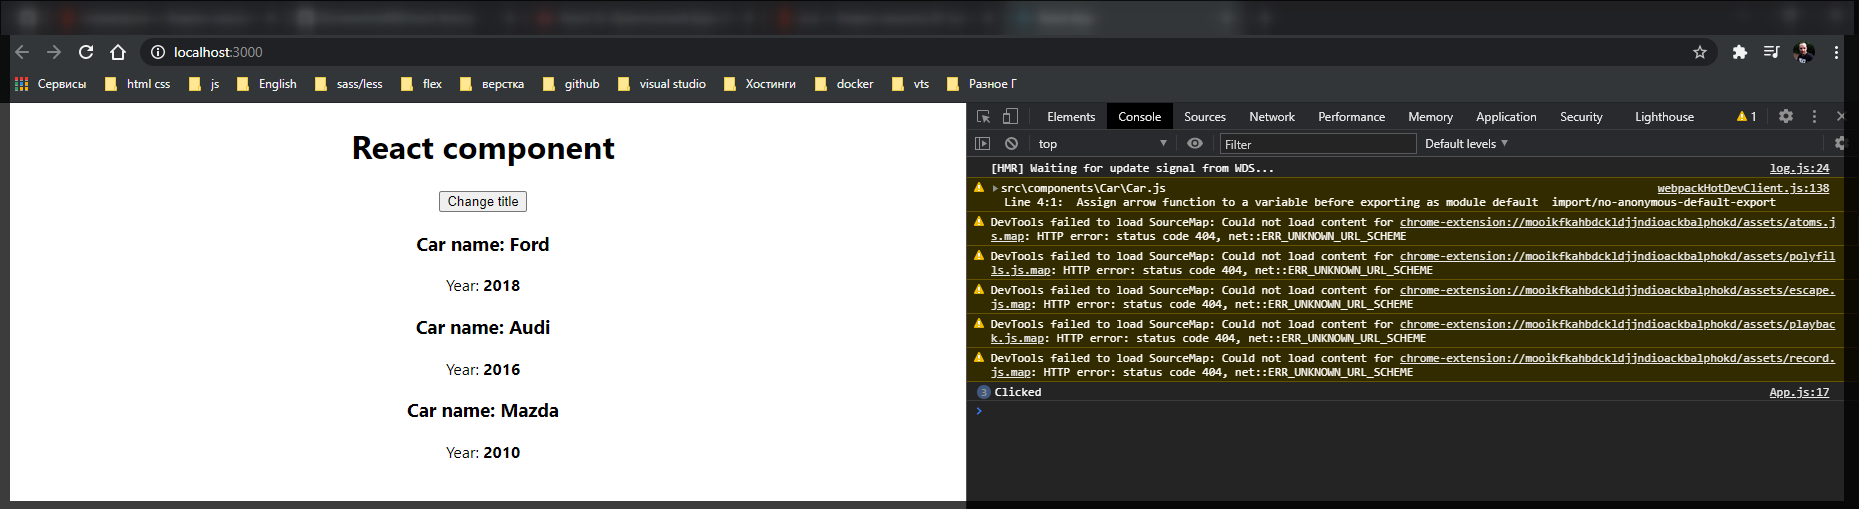 localhost:3000
Сервисы html css js English sass/less flex верстка github visual studio Хостинги docker vts Разное Г
React component
Change title
Car name: Ford
Year: 2018
Car name: Audi
Year: 2016
Car name: Mazda
Year: 2010
Elements Console Sources Network Performance Memory Application Security Lighthouse 1
top Filter Default levels
[HMR] Waiting for update signal from WDS... log.js:24
src\components\Car\Car.js webpackHotDevClient.js:138
Line 4:1: Assign arrow function to a variable before exporting as module default import/no-anonymous-default-export
DevTools failed to load SourceMap: Could not load content for chrome-extension://mooikfkahbdckldjjndioackbalphokd/assets/atoms.j
s.map: HTTP error: status code 404, net::ERR_UNKNOWN_URL_SCHEME
DevTools failed to load SourceMap: Could not load content for chrome-extension://mooikfkahbdckldjjndioackbalphokd/assets/polyfil
ls.js.map: HTTP error: status code 404, net::ERR_UNKNOWN_URL_SCHEME
DevTools failed to load SourceMap: Could not load content for chrome-extension://mooikfkahbdckldjjndioackbalphokd/assets/escape.
js.map: HTTP error: status code 404, net::ERR_UNKNOWN_URL_SCHEME
DevTools failed to load SourceMap: Could not load content for chrome-extension://mooikfkahbdckldjjndioackbalphokd/assets/playbac
k.js.map: HTTP error: status code 404, net::ERR_UNKNOWN_URL_SCHEME
DevTools failed to load SourceMap: Could not load content for chrome-extension://mooikfkahbdckldjjndioackbalphokd/assets/record.
js.map: HTTP error: status code 404, net::ERR_UNKNOWN_URL_SCHEME
3 Clicked App.js:17